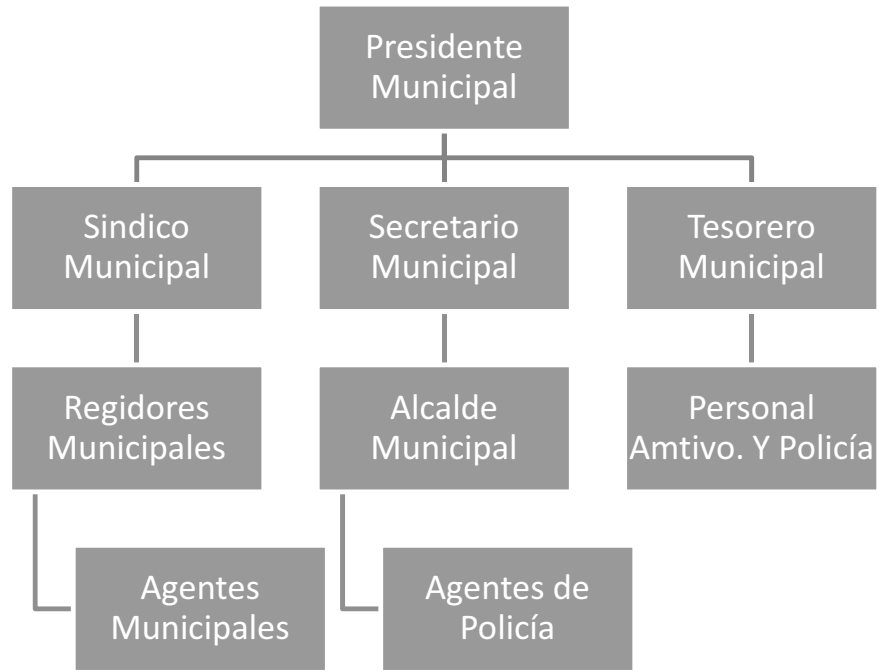 Presidente
Municipal
Sindico
Municipal
Secretario
Municipal
Tesorero
Municipal
Regidores
Municipales
Alcalde
Municipal
Personal
Amtivo. Y Policía
Agentes
Municipales
Agentes de
Policía